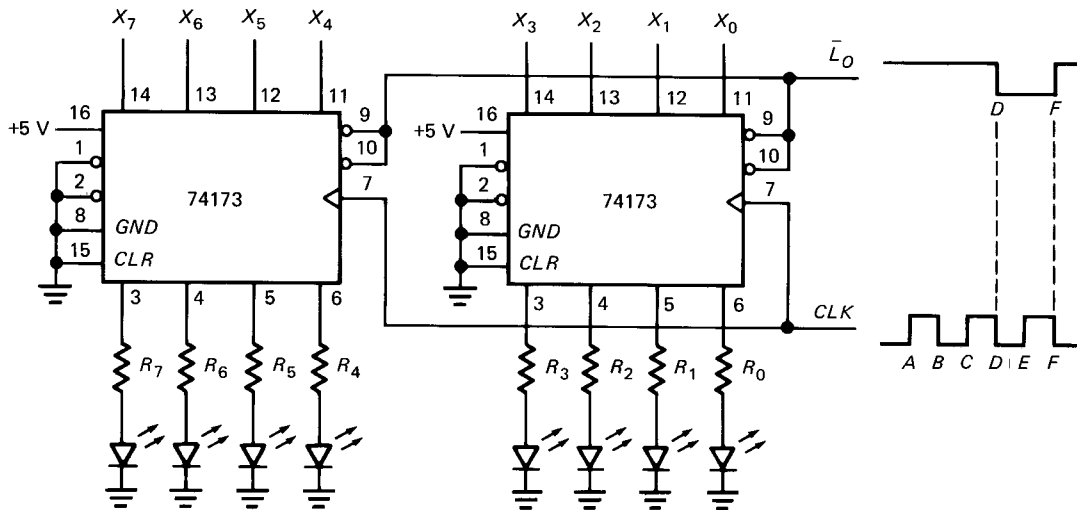 X7 X6 X5 X4 X3 X2 X1 X0
L̄O
14 13 12 11 14 13 12 11
D F
+5 V 16 9 +5 V 16 9
1 10 1 10
2 74173 7 2 74173 7
8 GND 8 GND
15 CLR 15 CLR
3 4 5 6 3 4 5 6
CLK
R7 R6 R5 R4 R3 R2 R1 R0
A B C D E F